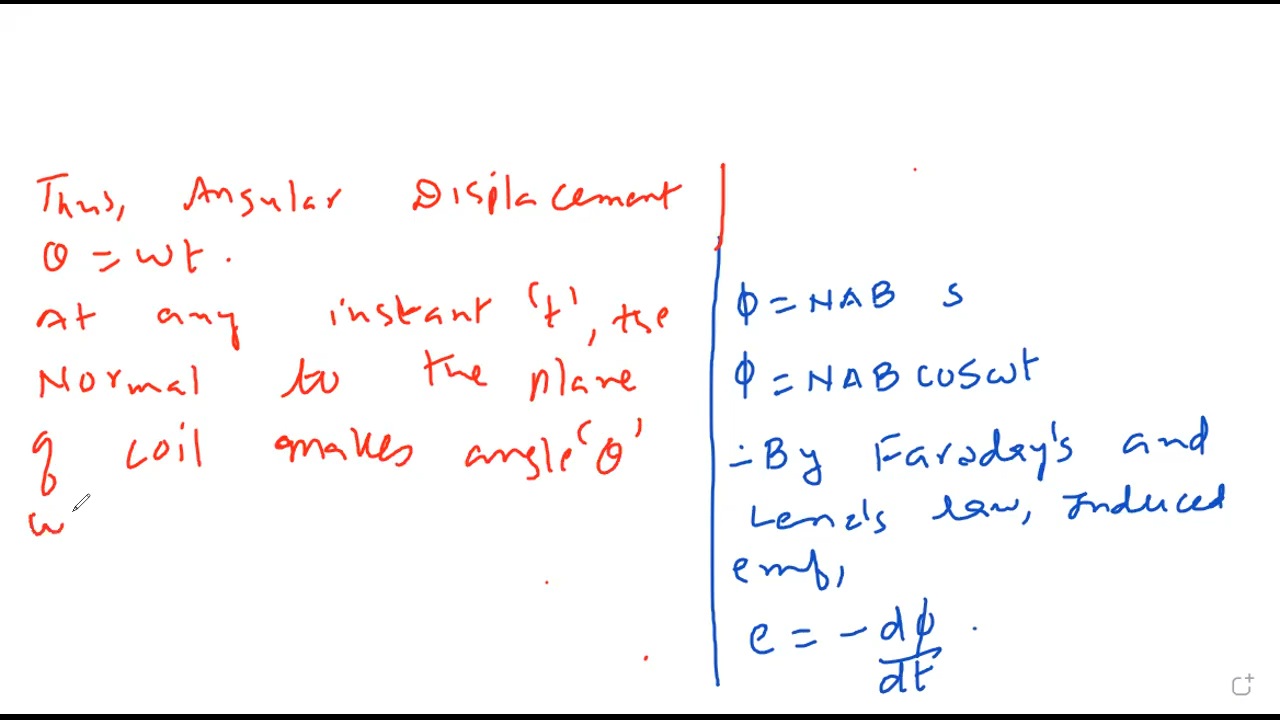 Thus, Angular Displacement
θ = wt.
At any instant 't', the
Normal to the plane
of coil makes angle 'θ'
w
ϕ = NAB s
ϕ = NAB cosωt
∴ By Faraday's and
Lenz's law, Induced
emf,
e = -dϕ/dt.